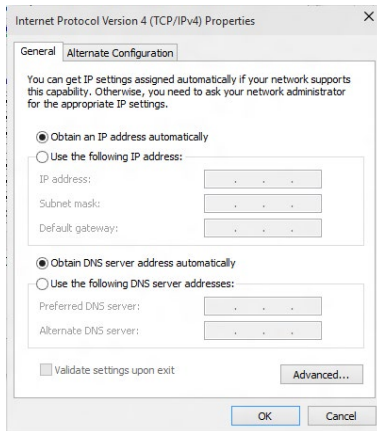 Internet Protocol Version 4 (TCP/IPv4) Properties
General
Alternate Configuration
You can get IP settings assigned automatically if your network supports
this capability. Otherwise, you need to ask your network administrator
for the appropriate IP settings.
Obtain an IP address automatically
Use the following IP address:
IP address:
Subnet mask:
Default gateway:
Obtain DNS server address automatically
Use the following DNS server addresses:
Preferred DNS server:
Alternate DNS server:
Validate settings upon exit
Advanced...
OK
Cancel